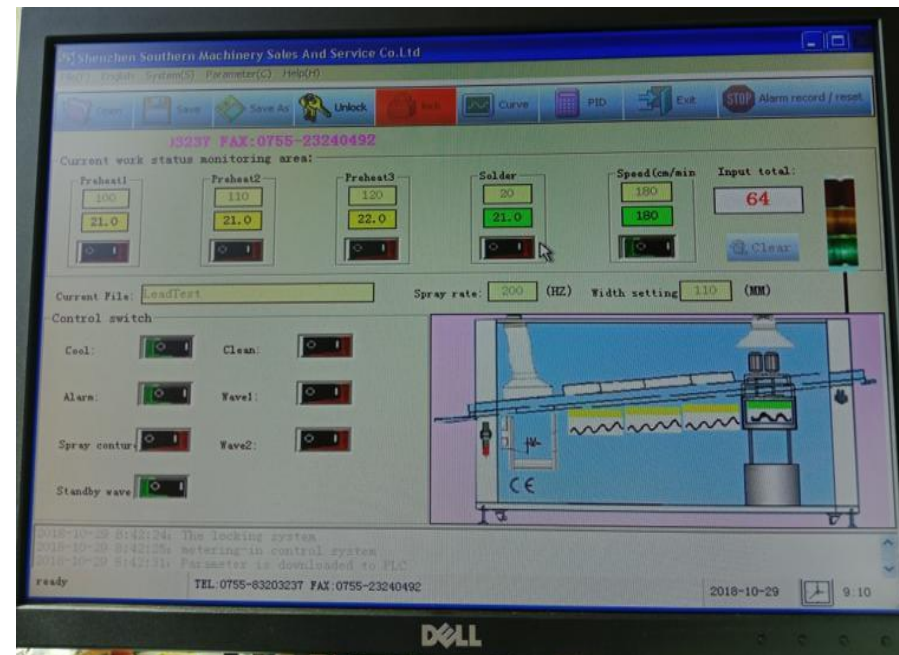 Shenzhen Southern Machinery Sales And Service Co.Ltd
English System(S) Parameter(C) Help(H)
Save Save As Unlock Curve PID Exit STOP Alarm record / reset
3237 FAX:0755-23240492
Current work status monitoring area:
Preheat1 Preheat2 Preheat3 Solder Speed(cm/min Input total:
100 110 120 20 180 64
21.0 21.0 22.0 21.0 180
Clear
Current File: LeadTest Spray rate: 200 (HZ) Width setting 110 (MM)
Control switch
Cool: Clean:
Alarm: Wave1:
Spray contur Wave2:
Standby wave
CE
2018-10-29 8:42:24: The locking system
2018-10-29 8:42:25: metering-in control system
2018-10-29 8:42:31: Parameter is downloaded to PLC
ready TEL:0755-83203237 FAX:0755-23240492 2018-10-29 9:10
DELL